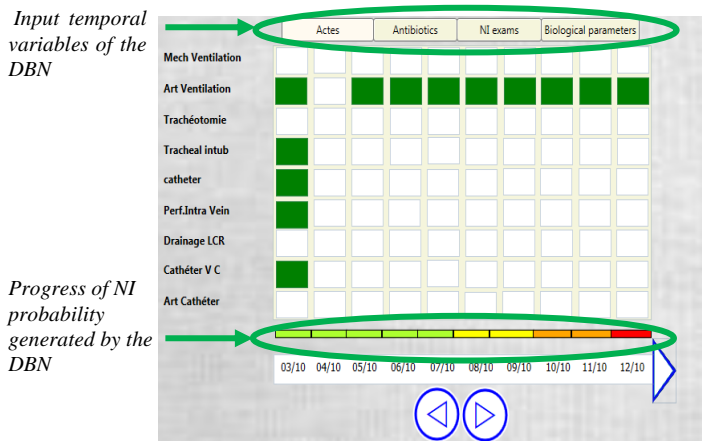 Input temporal
variables of the
DBN
Actes Antibiotics NI exams Biological parameters
Mech Ventilation
Art Ventilation
Trachéotomie
Tracheal intub
catheter
Perf.Intra Vein
Drainage LCR
Cathéter V C
Art Cathéter
Progress of NI
probability
generated by the
DBN
03/10 04/10 05/10 06/10 07/10 08/10 09/10 10/10 11/10 12/10